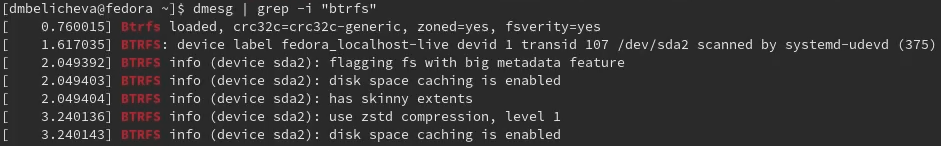 [dmbelicheva@fedora ~]$ dmesg | grep -i "btrfs"
[    0.760015] Btrfs loaded, crc32c=crc32c-generic, zoned=yes, fsverity=yes
[    1.617035] BTRFS: device label fedora_localhost-live devid 1 transid 107 /dev/sda2 scanned by systemd-udevd (375)
[    2.049392] BTRFS info (device sda2): flagging fs with big metadata feature
[    2.049403] BTRFS info (device sda2): disk space caching is enabled
[    2.049404] BTRFS info (device sda2): has skinny extents
[    3.240136] BTRFS info (device sda2): use zstd compression, level 1
[    3.240143] BTRFS info (device sda2): disk space caching is enabled